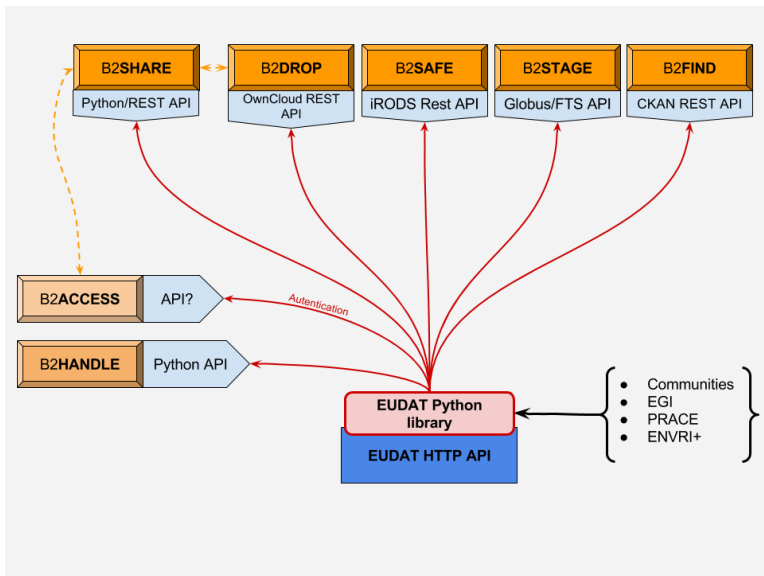 B2SHARE
B2DROP
B2SAFE
B2STAGE
B2FIND
Python/REST API
OwnCloud REST
API
iRODS Rest API
Globus/FTS API
CKAN REST API
B2ACCESS
API?
Autentication
B2HANDLE
Python API
EUDAT Python
library
EUDAT HTTP API
● Communities
● EGI
● PRACE
● ENVRI+